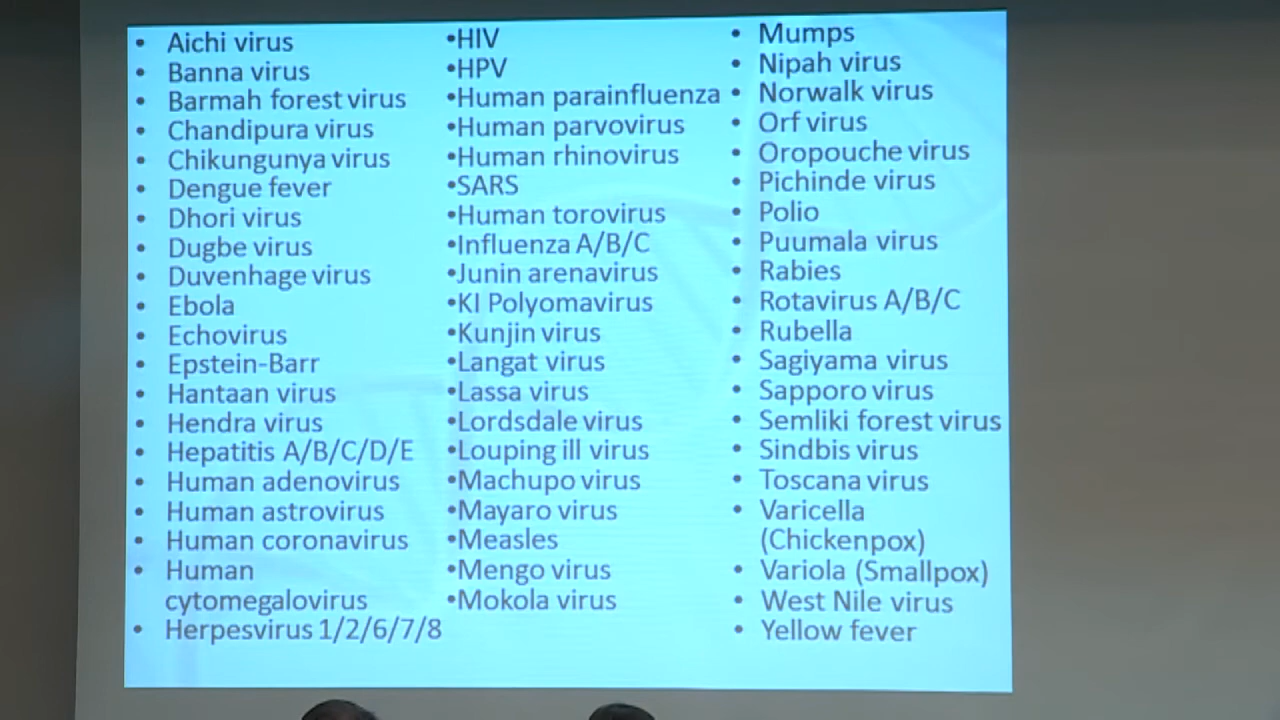 • Aichi virus
• Banna virus
• Barmah forest virus
• Chandipura virus
• Chikungunya virus
• Dengue fever
• Dhori virus
• Dugbe virus
• Duvenhage virus
• Ebola
• Echovirus
• Epstein-Barr
• Hantaan virus
• Hendra virus
• Hepatitis A/B/C/D/E
• Human adenovirus
• Human astrovirus
• Human coronavirus
• Human
cytomegalovirus
• Herpesvirus 1/2/6/7/8
•HIV
•HPV
•Human parainfluenza
•Human parvovirus
•Human rhinovirus
•SARS
•Human torovirus
•Influenza A/B/C
•Junin arenavirus
•KI Polyomavirus
•Kunjin virus
•Langat virus
•Lassa virus
•Lordsdale virus
•Louping ill virus
•Machupo virus
•Mayaro virus
•Measles
•Mengo virus
•Mokola virus
• Mumps
• Nipah virus
• Norwalk virus
• Orf virus
• Oropouche virus
• Pichinde virus
• Polio
• Puumala virus
• Rabies
• Rotavirus A/B/C
• Rubella
• Sagiyama virus
• Sapporo virus
• Semliki forest virus
• Sindbis virus
• Toscana virus
• Varicella
(Chickenpox)
• Variola (Smallpox)
• West Nile virus
• Yellow fever